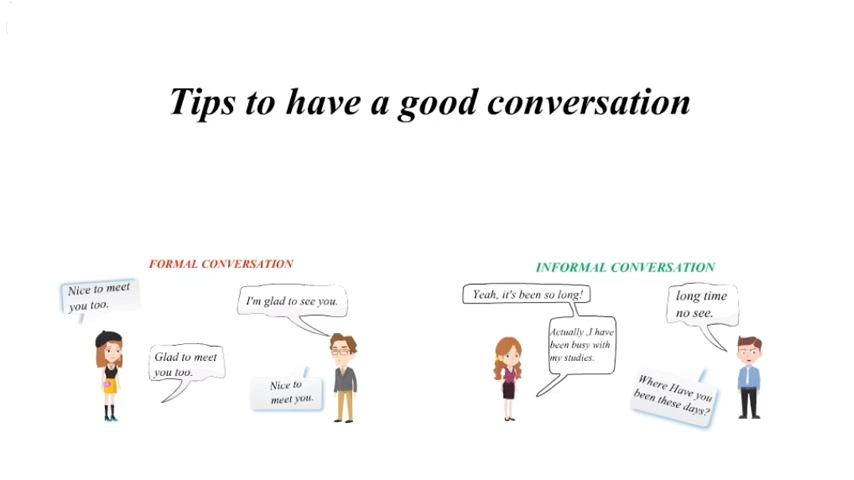 Tips to have a good conversation
FORMAL CONVERSATION
Nice to meet
you too.
I'm glad to see you.
Glad to meet
you too.
Nice to
meet you.
INFORMAL CONVERSATION
Yeah, it's been so long!
long time
no see.
Actually ,I have
been busy with
my studies.
Where Have you
been these days?